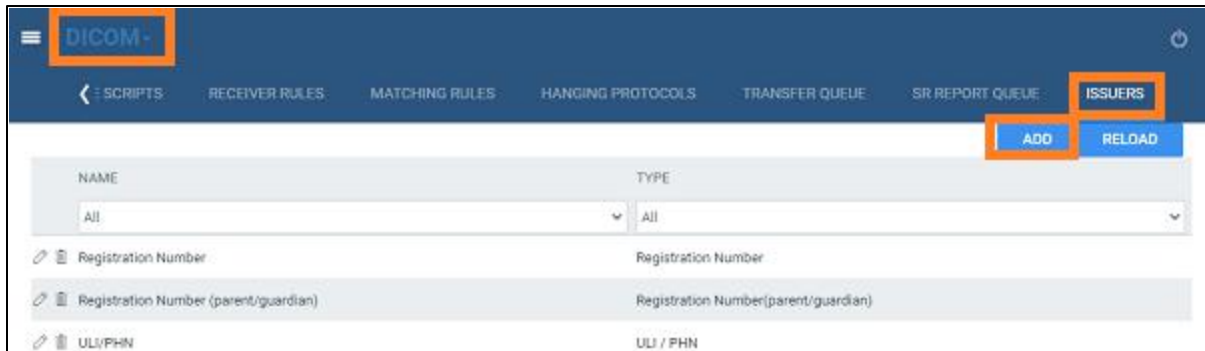 DICOM-
SCRIPTS RECEIVER RULES MATCHING RULES HANGING PROTOCOLS TRANSFER QUEUE SR REPORT QUEUE ISSUERS
ADD RELOAD
NAME TYPE
All All
Registration Number Registration Number
Registration Number (parent/guardian) Registration Number(parent/guardian)
ULI/PHN ULI / PHN